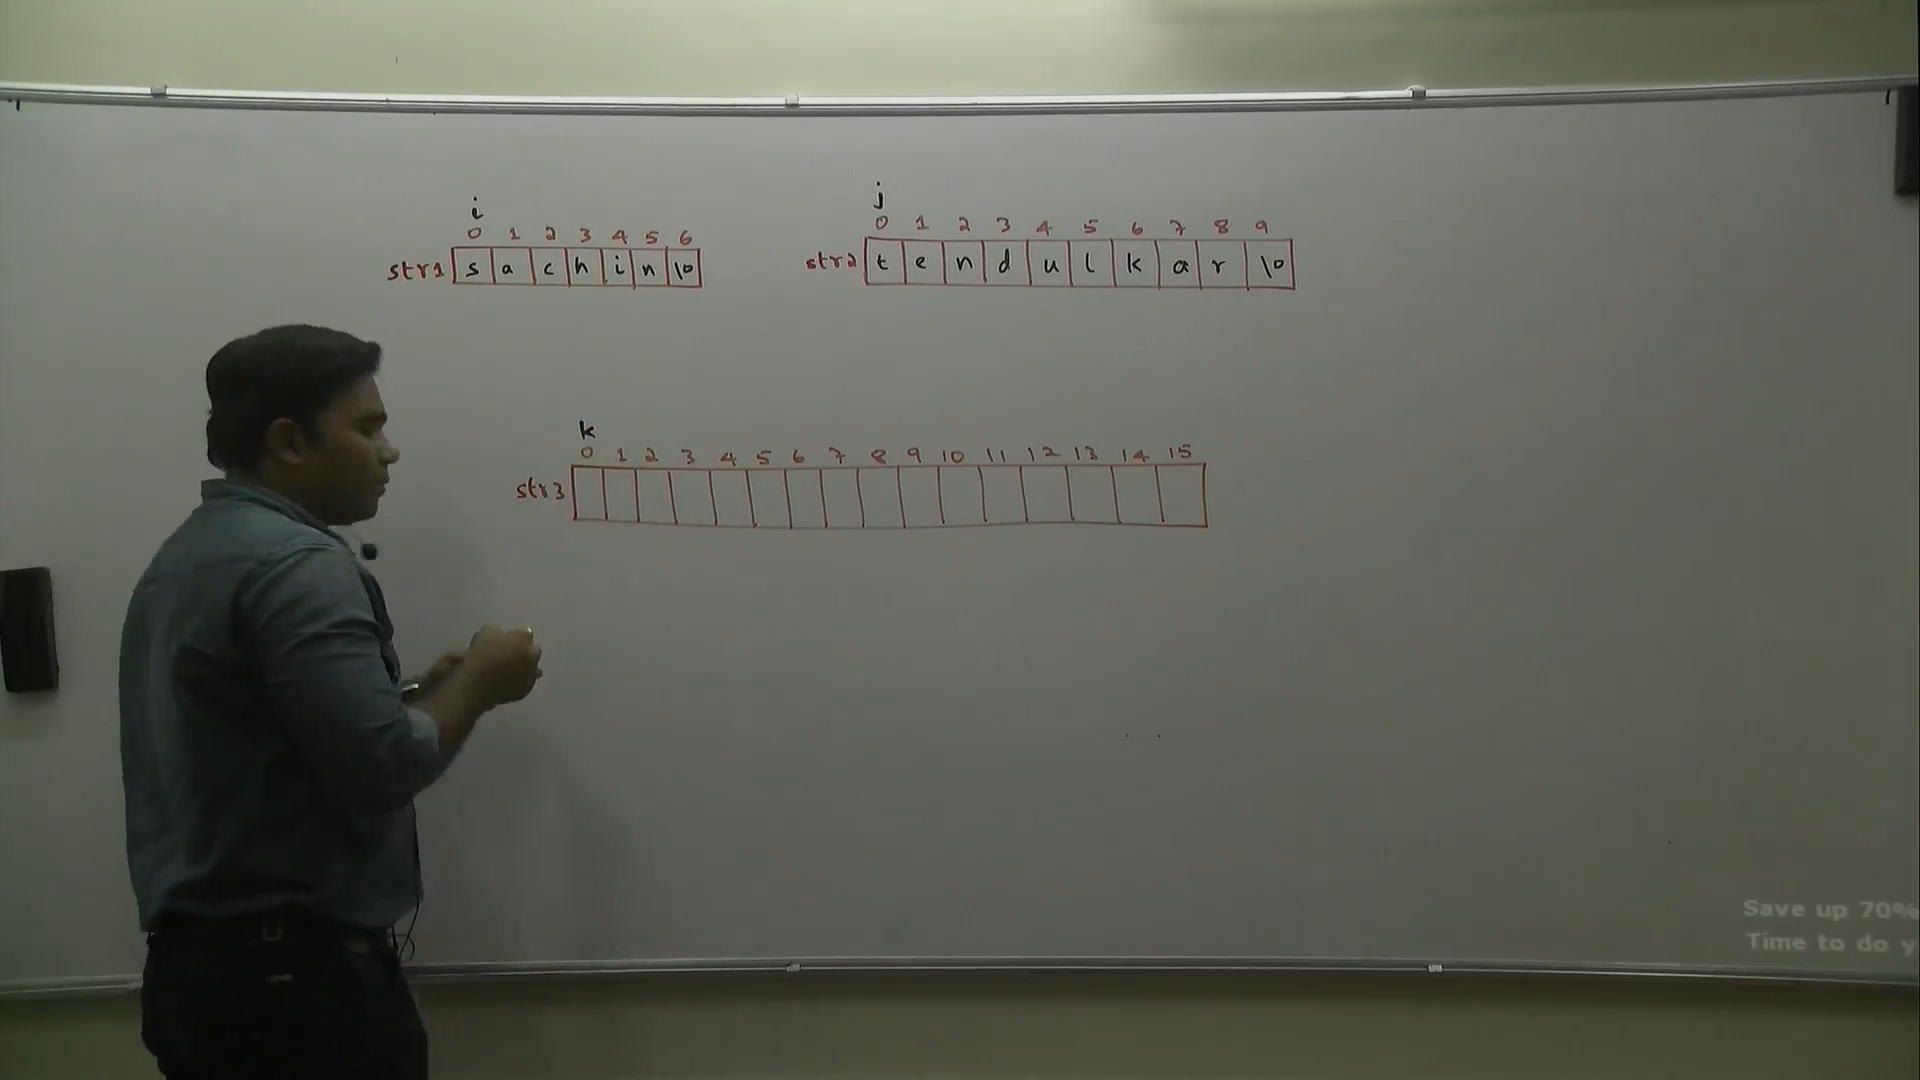 i
0 1 2 3 4 5 6
str1 s a c h i n \0
j
0 1 2 3 4 5 6 7 8 9
str2 t e n d u l k a r \0
k
0 1 2 3 4 5 6 7 8 9 10 11 12 13 14 15
str3
Save up 70%
Time to do y